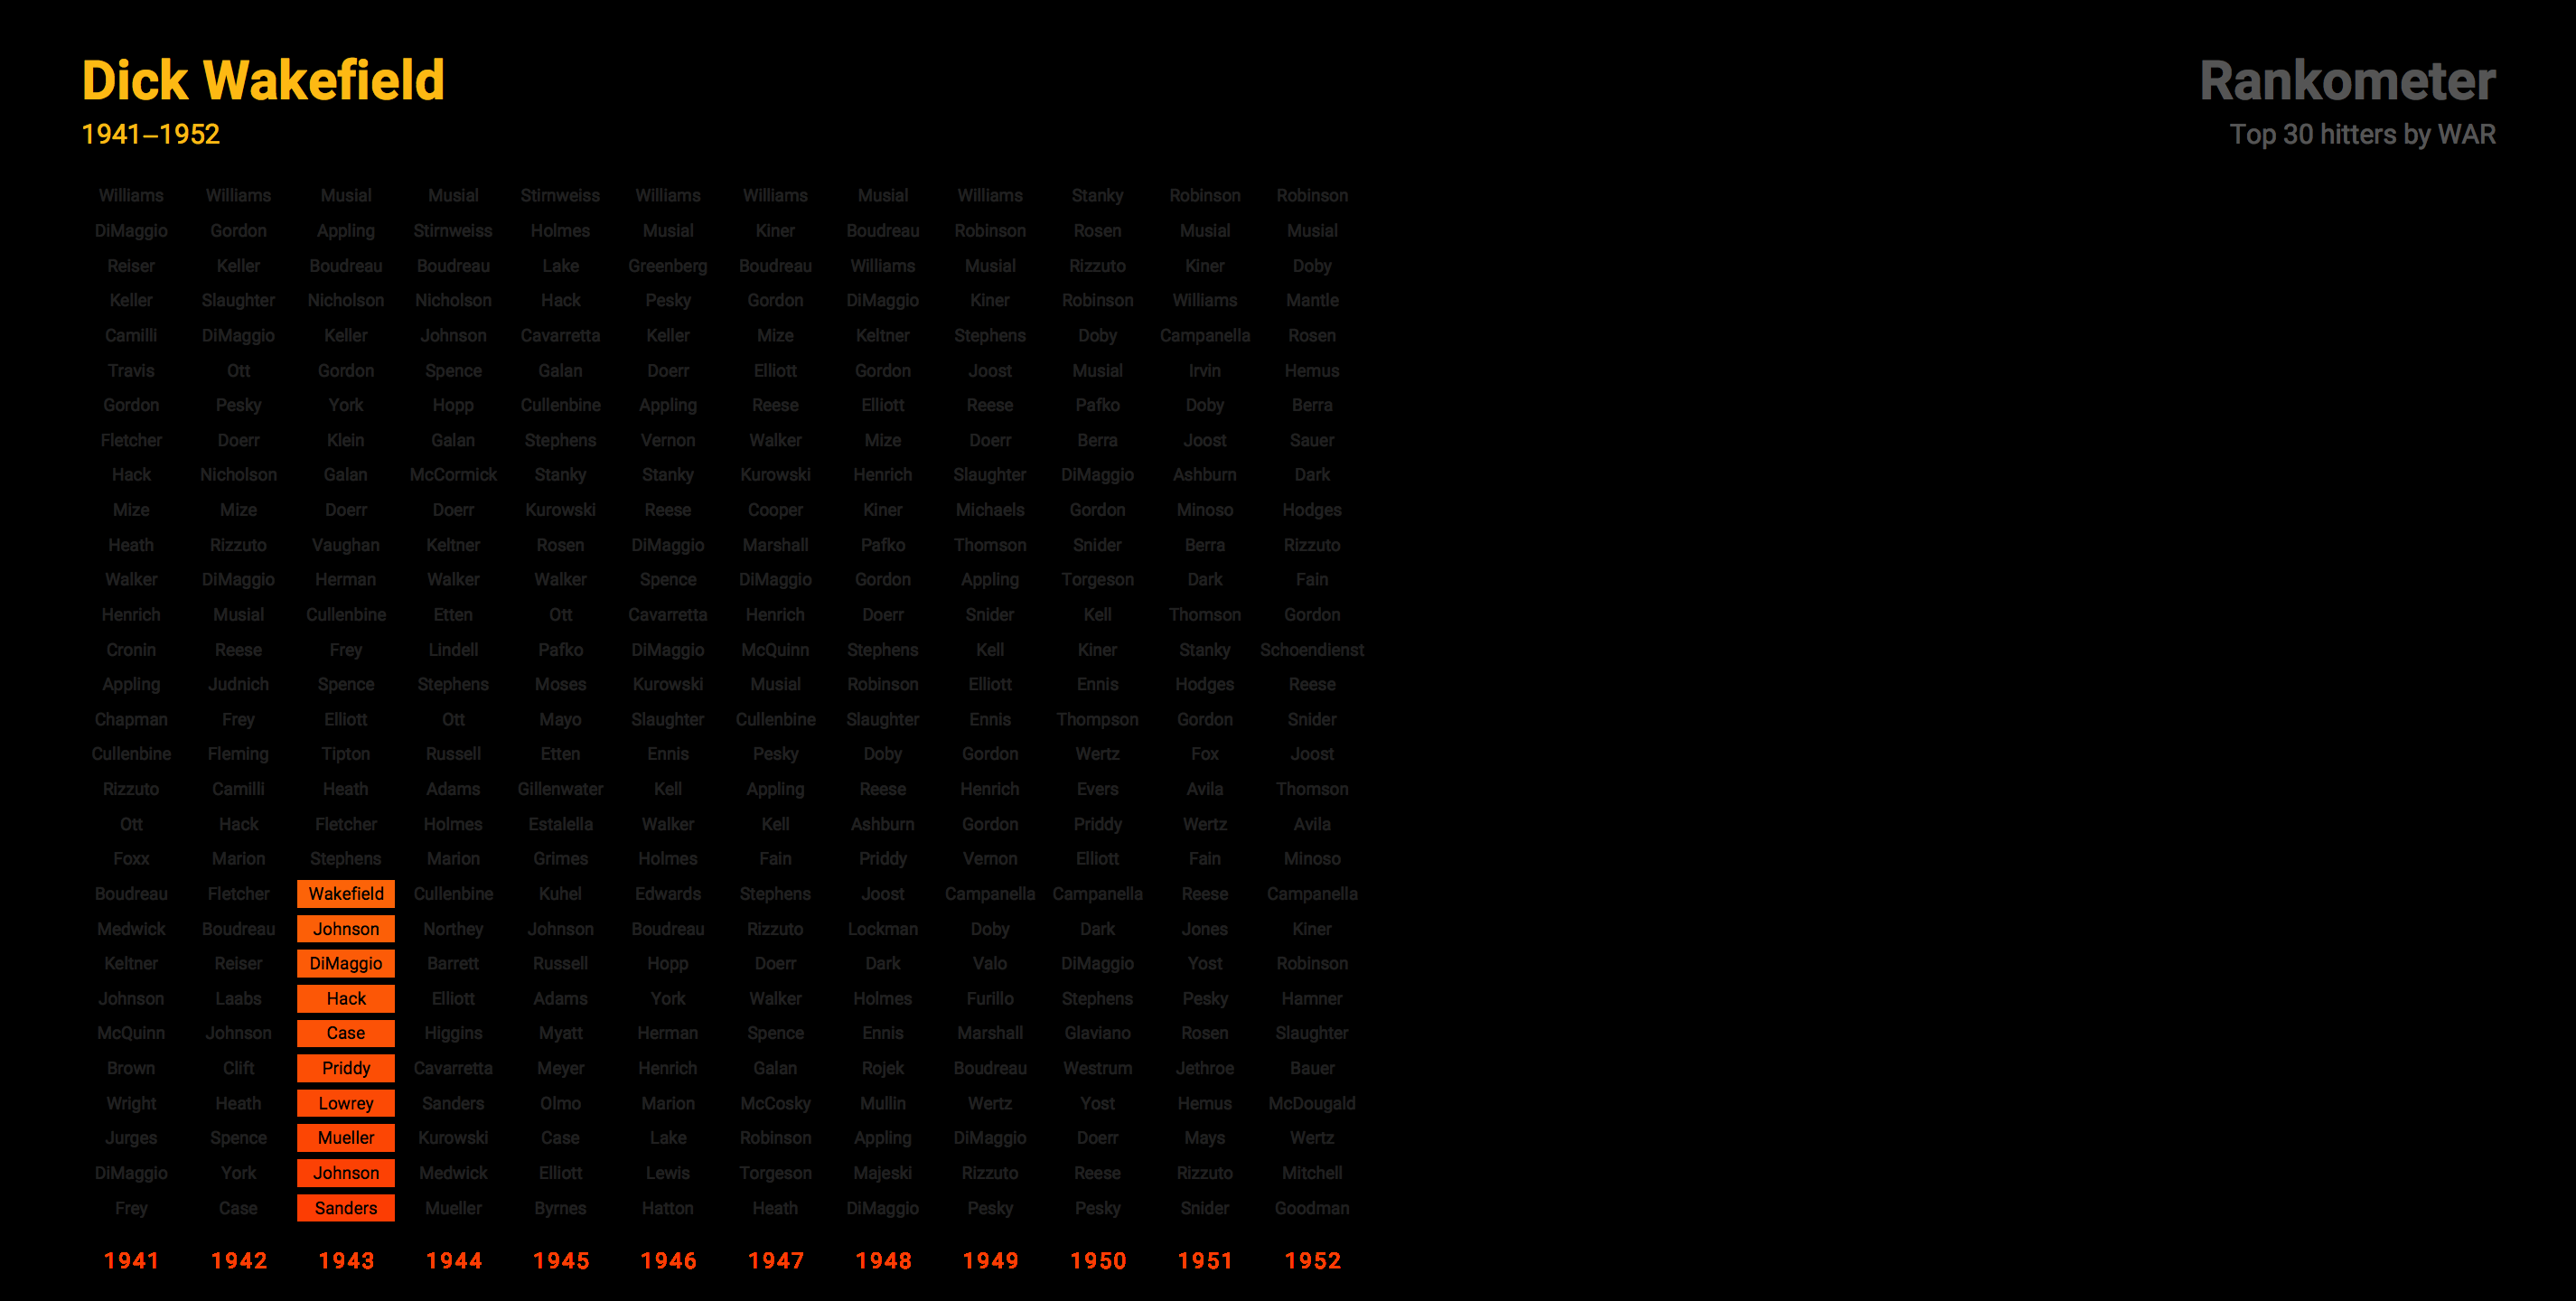 Dick Wakefield
1941–1952
Rankometer
Top 30 hitters by WAR
Williams Williams Musial Musial Stirnweiss Williams Williams Musial Williams Stanky Robinson Robinson
DiMaggio Gordon Appling Stirnweiss Holmes Musial Kiner Boudreau Robinson Rosen Musial Musial
Reiser Keller Boudreau Boudreau Lake Greenberg Boudreau Williams Musial Rizzuto Kiner Doby
Keller Slaughter Nicholson Nicholson Hack Pesky Gordon DiMaggio Kiner Robinson Williams Mantle
Camilli DiMaggio Keller Johnson Cavarretta Keller Mize Keltner Stephens Doby Campanella Rosen
Travis Ott Gordon Spence Galan Doerr Elliott Gordon Joost Musial Irvin Hemus
Gordon Pesky York Hopp Cullenbine Appling Reese Elliott Reese Pafko Doby Berra
Fletcher Doerr Klein Galan Stephens Vernon Walker Mize Doerr Berra Joost Sauer
Hack Nicholson Galan McCormick Stanky Stanky Kurowski Henrich Slaughter DiMaggio Ashburn Dark
Mize Mize Doerr Doerr Kurowski Reese Cooper Kiner Michaels Gordon Minoso Hodges
Heath Rizzuto Vaughan Keltner Rosen DiMaggio Marshall Pafko Thomson Snider Berra Rizzuto
Walker DiMaggio Herman Walker Walker Spence DiMaggio Gordon Appling Torgeson Dark Fain
Henrich Musial Cullenbine Etten Ott Cavarretta Henrich Doerr Snider Kell Thomson Gordon
Cronin Reese Frey Lindell Pafko DiMaggio McQuinn Stephens Kell Kiner Stanky Schoendienst
Appling Judnich Spence Stephens Moses Kurowski Musial Robinson Elliott Ennis Hodges Reese
Chapman Frey Elliott Ott Mayo Slaughter Cullenbine Slaughter Ennis Thompson Gordon Snider
Cullenbine Fleming Tipton Russell Etten Ennis Pesky Doby Gordon Wertz Fox Joost
Rizzuto Camilli Heath Adams Gillenwater Kell Appling Reese Henrich Evers Avila Thomson
Ott Hack Fletcher Holmes Estalella Walker Kell Ashburn Gordon Priddy Wertz Avila
Foxx Marion Stephens Marion Grimes Holmes Fain Priddy Vernon Elliott Fain Minoso
Boudreau Fletcher Wakefield Cullenbine Kuhel Edwards Stephens Joost Campanella Campanella Reese Campanella
Medwick Boudreau Johnson Northey Johnson Boudreau Rizzuto Lockman Doby Dark Jones Kiner
Keltner Reiser DiMaggio Barrett Russell Hopp Doerr Dark Valo DiMaggio Yost Robinson
Johnson Laabs Hack Elliott Adams York Walker Holmes Furillo Stephens Pesky Hamner
McQuinn Johnson Case Higgins Myatt Herman Spence Ennis Marshall Glaviano Rosen Slaughter
Brown Clift Priddy Cavarretta Meyer Henrich Galan Rojek Boudreau Westrum Jethroe Bauer
Wright Heath Lowrey Sanders Olmo Marion McCosky Mullin Wertz Yost Hemus McDougald
Jurges Spence Mueller Kurowski Case Lake Robinson Appling DiMaggio Doerr Mays Wertz
DiMaggio York Johnson Medwick Elliott Lewis Torgeson Majeski Rizzuto Reese Rizzuto Mitchell
Frey Case Sanders Mueller Byrnes Hatton Heath DiMaggio Pesky Pesky Snider Goodman
1941 1942 1943 1944 1945 1946 1947 1948 1949 1950 1951 1952